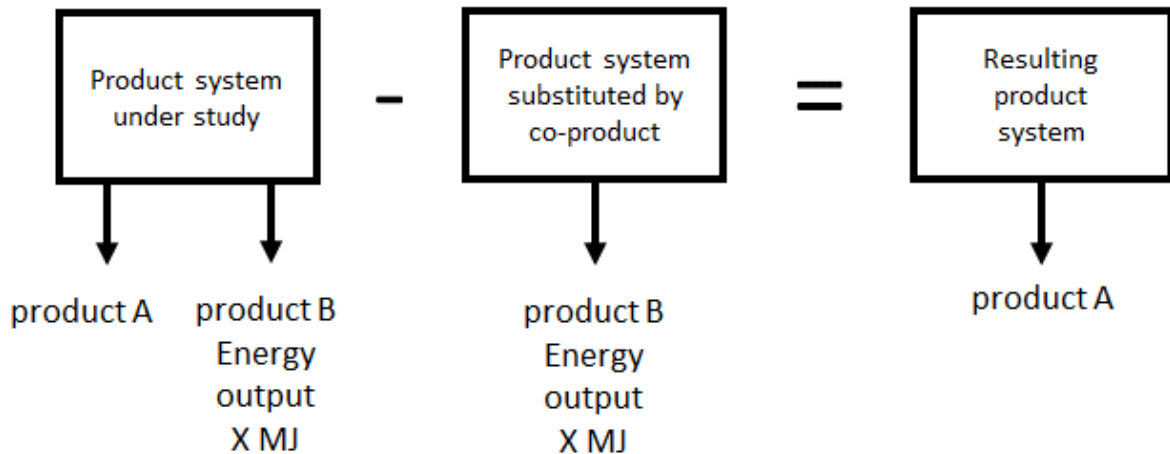 Product system
under study
-
Product system
substituted by
co-product
=
Resulting
product
system
product A
product B
Energy
output
X MJ
product B
Energy
output
X MJ
product A